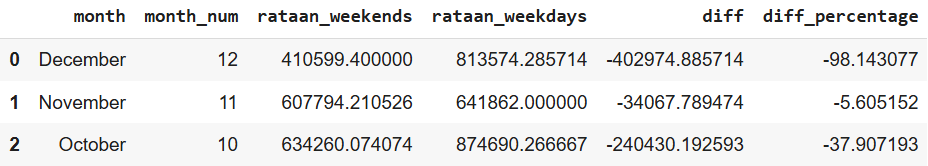 month month_num rataan_weekends rataan_weekdays diff diff_percentage
0 December 12 410599.400000 813574.285714 -402974.885714 -98.143077
1 November 11 607794.210526 641862.000000 -34067.789474 -5.605152
2 October 10 634260.074074 874690.266667 -240430.192593 -37.907193